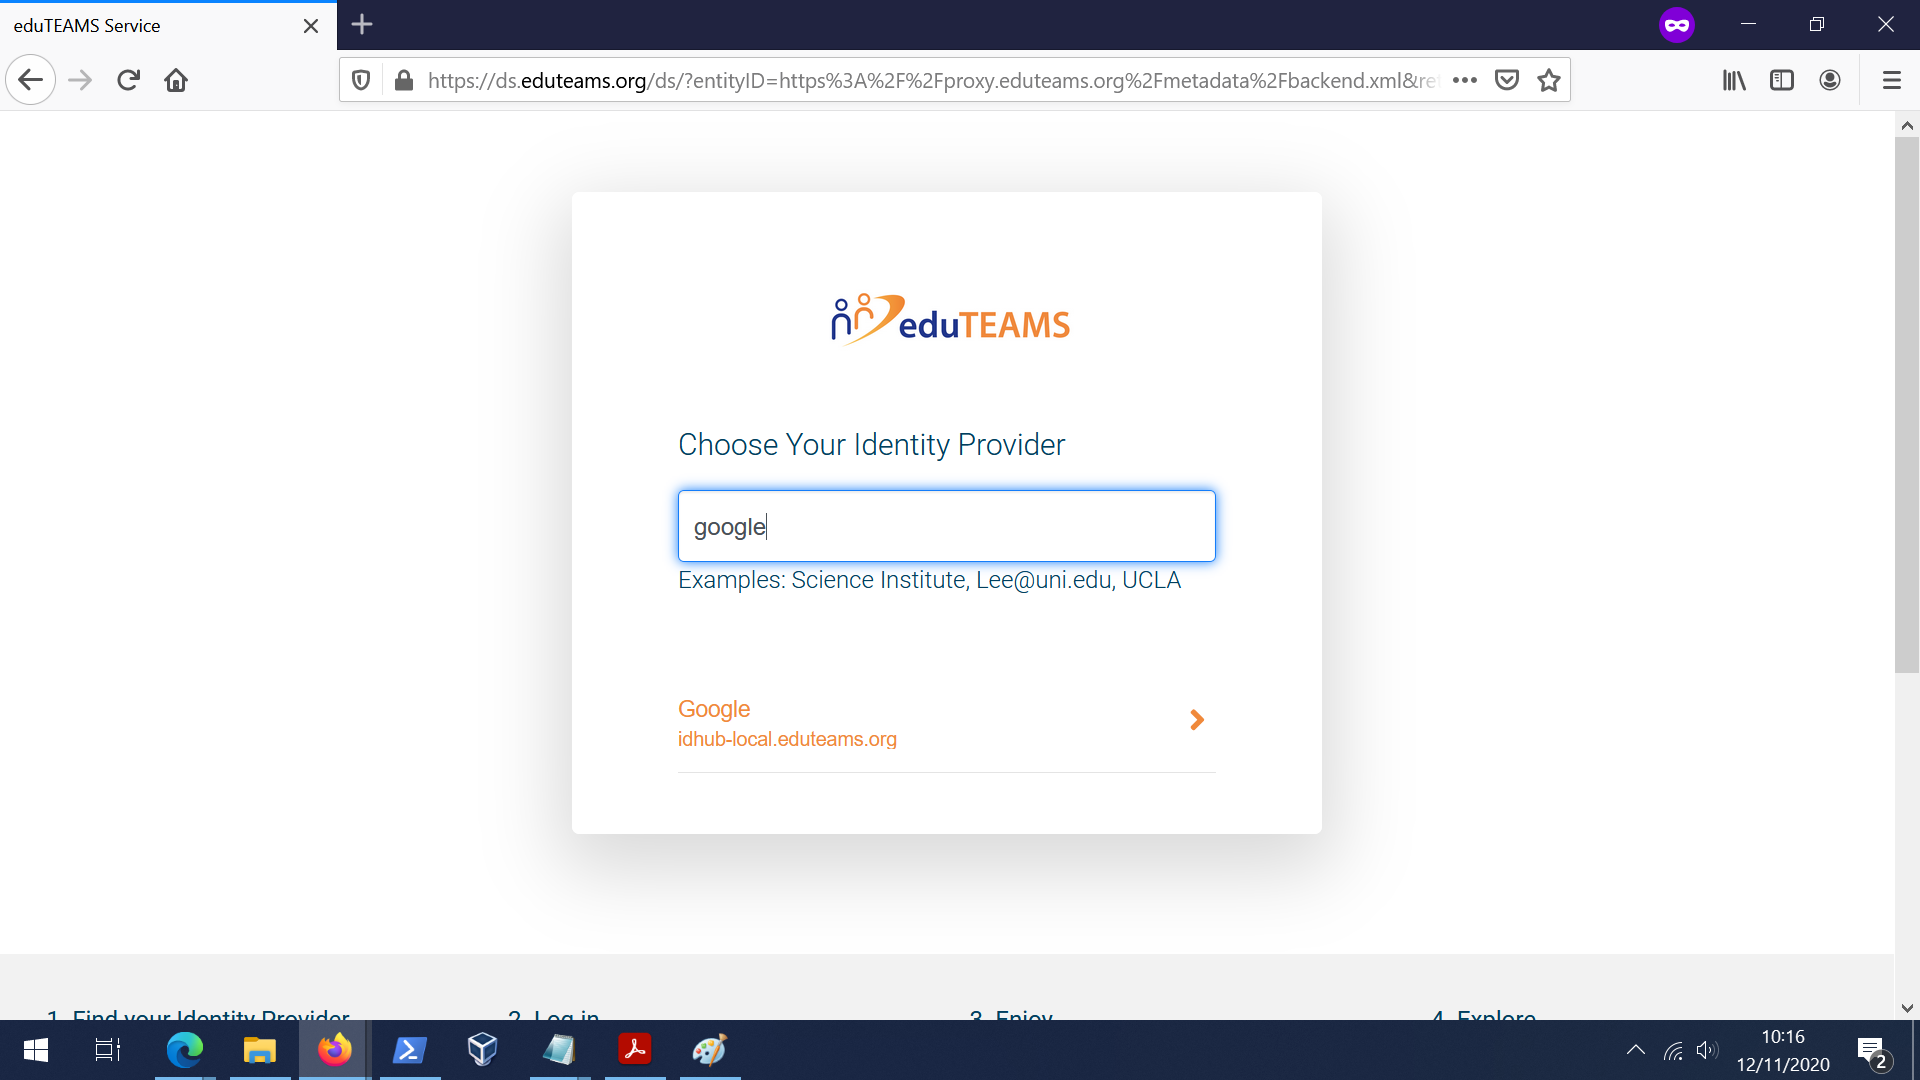 eduTEAMS Service
https://ds.eduteams.org/ds/?entityID=https%3A%2F%2Fproxy.eduteams.org%2Fmetadata%2Fbackend.xml&re
eduTEAMS
Choose Your Identity Provider
google
Examples: Science Institute, Lee@uni.edu, UCLA
Google
idhub-local.eduteams.org
1. Find your Identity Provider
2. Log in
3. Enjoy
4. Explore
10:16
12/11/2020
2